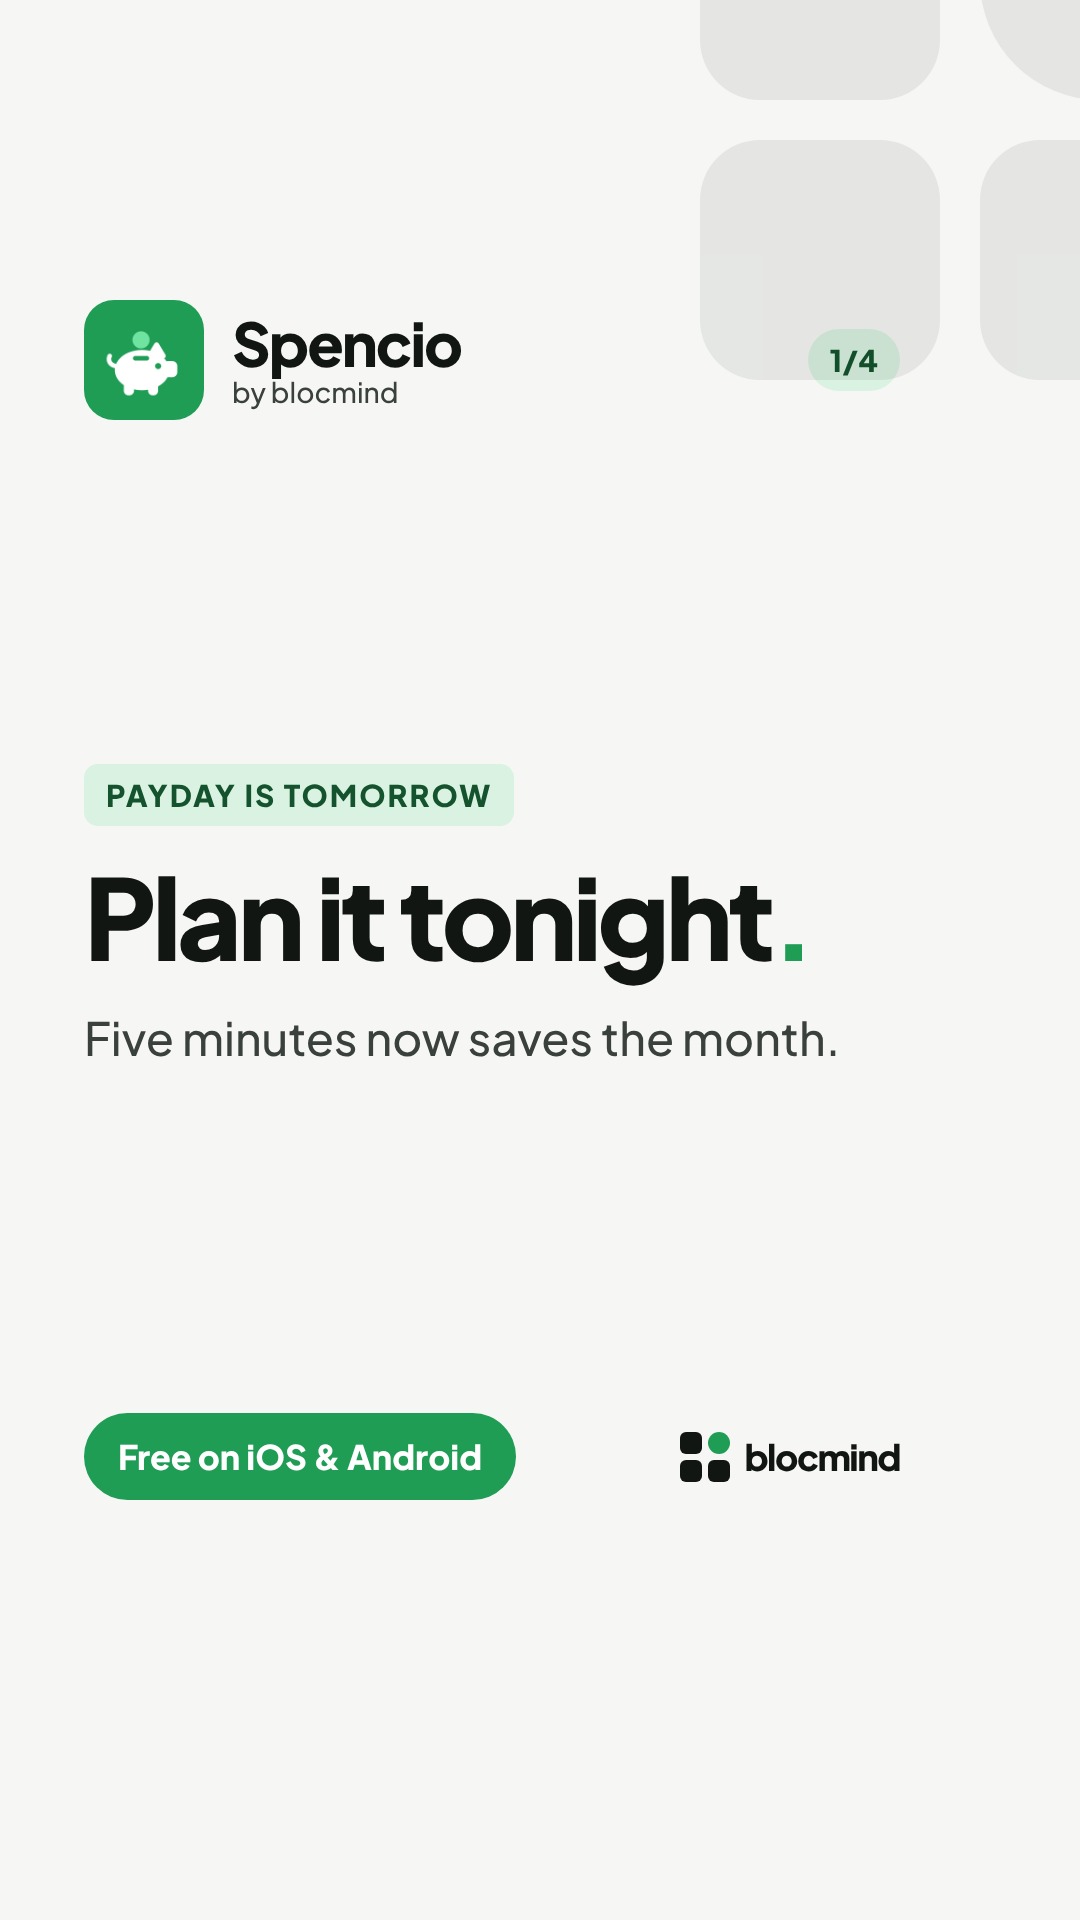 Spencio
by blocmind
1/4
PAYDAY IS TOMORROW
Plan it tonight.
Five minutes now saves the month.
Free on iOS & Android
blocmind